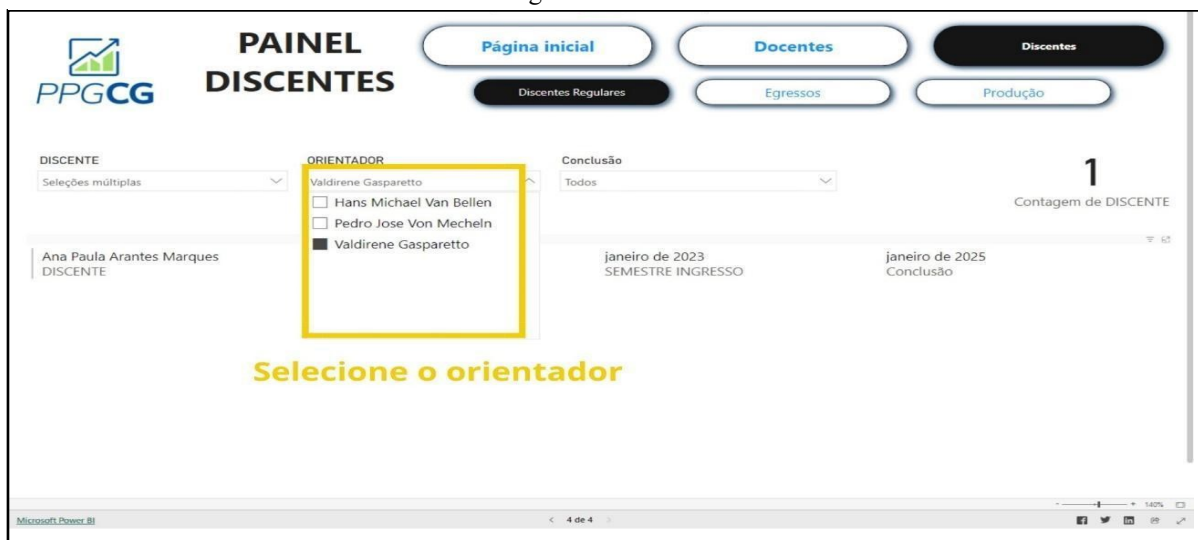 PAINEL
DISCENTES
PPGCG
Página inicial
Docentes
Discentes
Discentes Regulares
Egressos
Produção
DISCENTE
ORIENTADOR
Conclusão
Seleções múltiplas
Valdirene Gasparetto
Todos
1
Contagem de DISCENTE
Hans Michael Van Bellen
Pedro Jose Von Mecheln
Valdirene Gasparetto
Ana Paula Arantes Marques
DISCENTE
janeiro de 2023
SEMESTRE INGRESSO
janeiro de 2025
Conclusão
Selecione o orientador
- + 140%
Microsoft Power BI
< 4 de 4 >